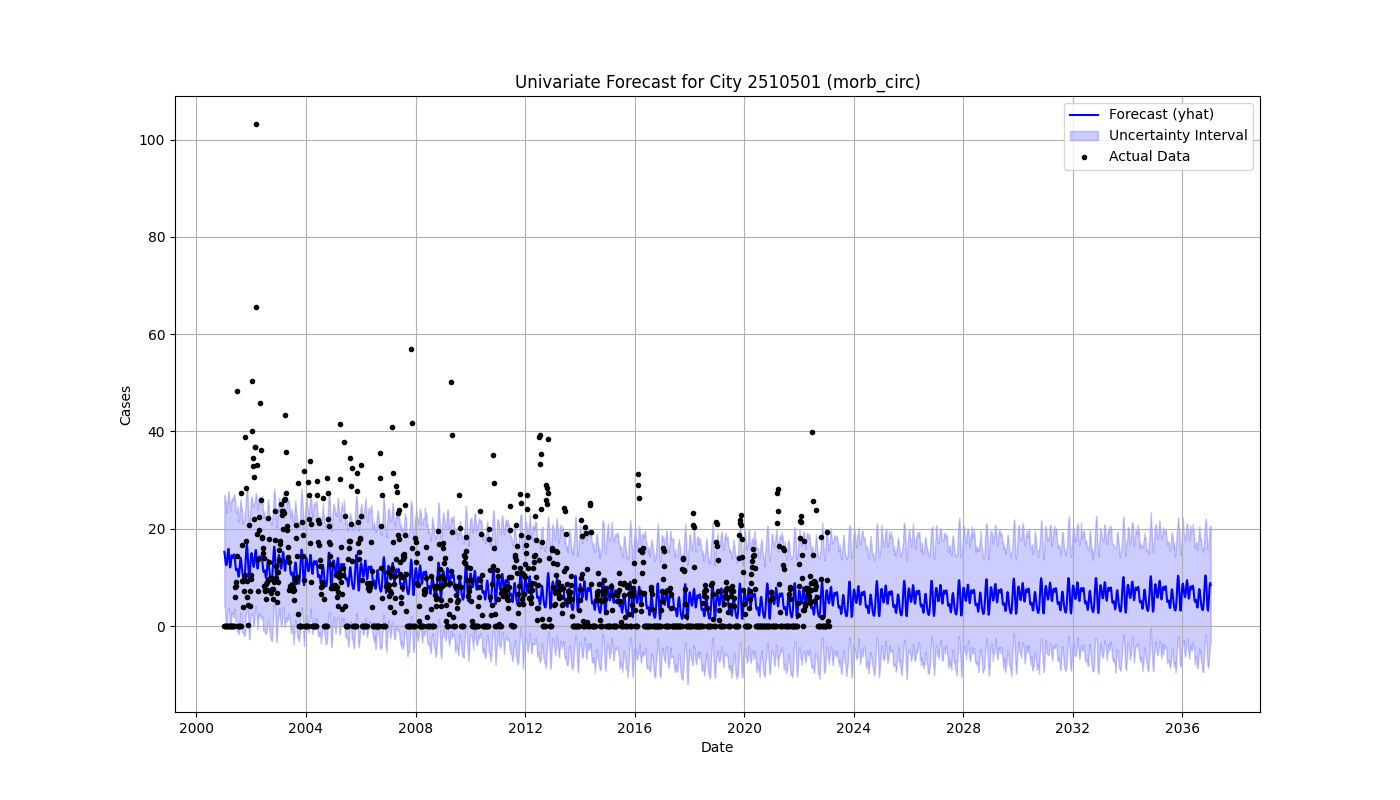 Univariate Forecast for City 2510501 (morb_circ)
Forecast (yhat)
Uncertainty Interval
Actual Data
100
80
60
40
20
0
Cases
2000 2004 2008 2012 2016 2020 2024 2028 2032 2036
Date